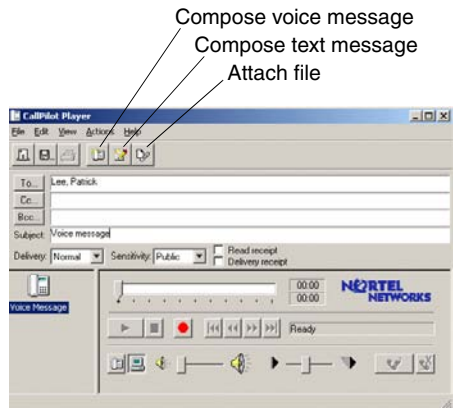 Compose voice message
Compose text message
Attach file
CallPilot Player
File Edit View Actions Help
To...
Lee, Patrick
Cc...
Bcc...
Subject: Voice message
Delivery: Normal Sensitivity: Public
Read receipt
Delivery receipt
Voice Message
00:00
00:00
NORTEL
NETWORKS
Ready